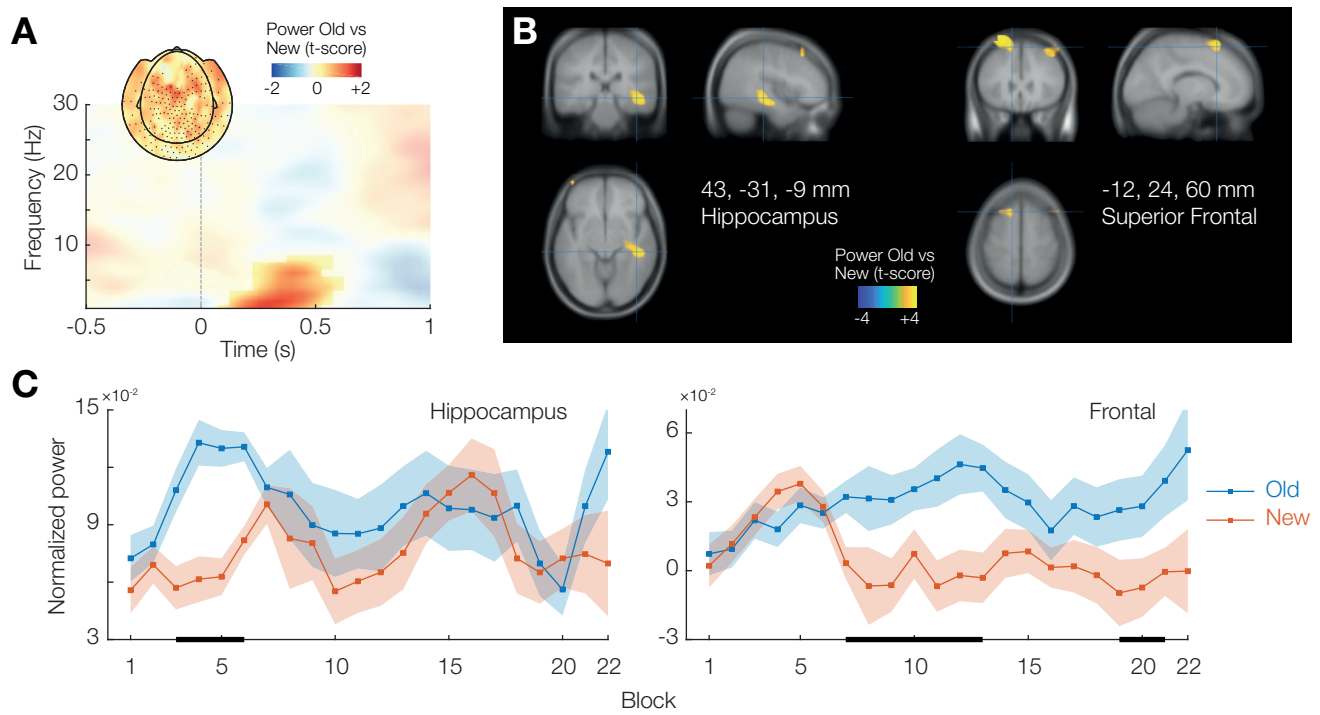 A
Power Old vs
New (t-score)
-2 0 +2
30
20
10
Frequency (Hz)
-0.5 0 0.5 1
Time (s)
B
43, -31, -9 mm
Hippocampus
-12, 24, 60 mm
Superior Frontal
Power Old vs
New (t-score)
-4 +4
C
×10⁻²
15
9
3
Normalized power
Hippocampus
1 5 10 15 20 22
×10⁻²
6
3
0
-3
Frontal
1 5 10 15 20 22
Block
Old
New